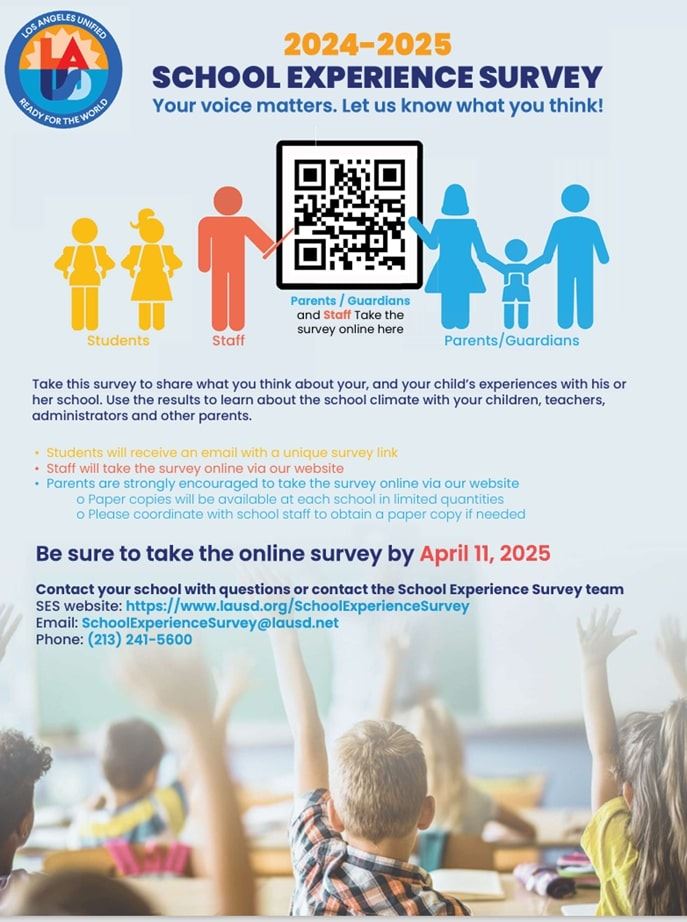 LOS ANGELES UNIFIED
LAUSD
READY FOR THE WORLD
2024-2025
SCHOOL EXPERIENCE SURVEY
Your voice matters. Let us know what you think!
Parents / Guardians
and Staff Take the
survey online here
Students
Staff
Parents/Guardians
Take this survey to share what you think about your, and your child's experiences with his or
her school. Use the results to learn about the school climate with your children, teachers,
administrators and other parents.
• Students will receive an email with a unique survey link
• Staff will take the survey online via our website
• Parents are strongly encouraged to take the survey online via our website
o Paper copies will be available at each school in limited quantities
o Please coordinate with school staff to obtain a paper copy if needed
Be sure to take the online survey by April 11, 2025
Contact your school with questions or contact the School Experience Survey team
SES website: https://www.lausd.org/SchoolExperienceSurvey
Email: SchoolExperienceSurvey@lausd.net
Phone: (213) 241-5600